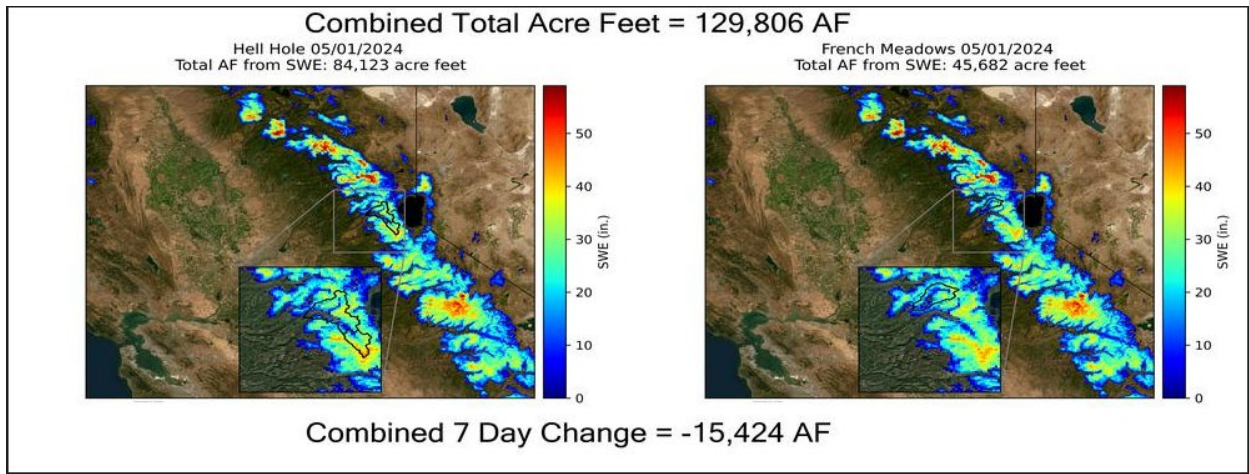 Combined Total Acre Feet = 129,806 AF
Hell Hole 05/01/2024
Total AF from SWE: 84,123 acre feet
50
40
30
20
10
0
SWE (in.)
French Meadows 05/01/2024
Total AF from SWE: 45,682 acre feet
50
40
30
20
10
0
SWE (in.)
Combined 7 Day Change = -15,424 AF